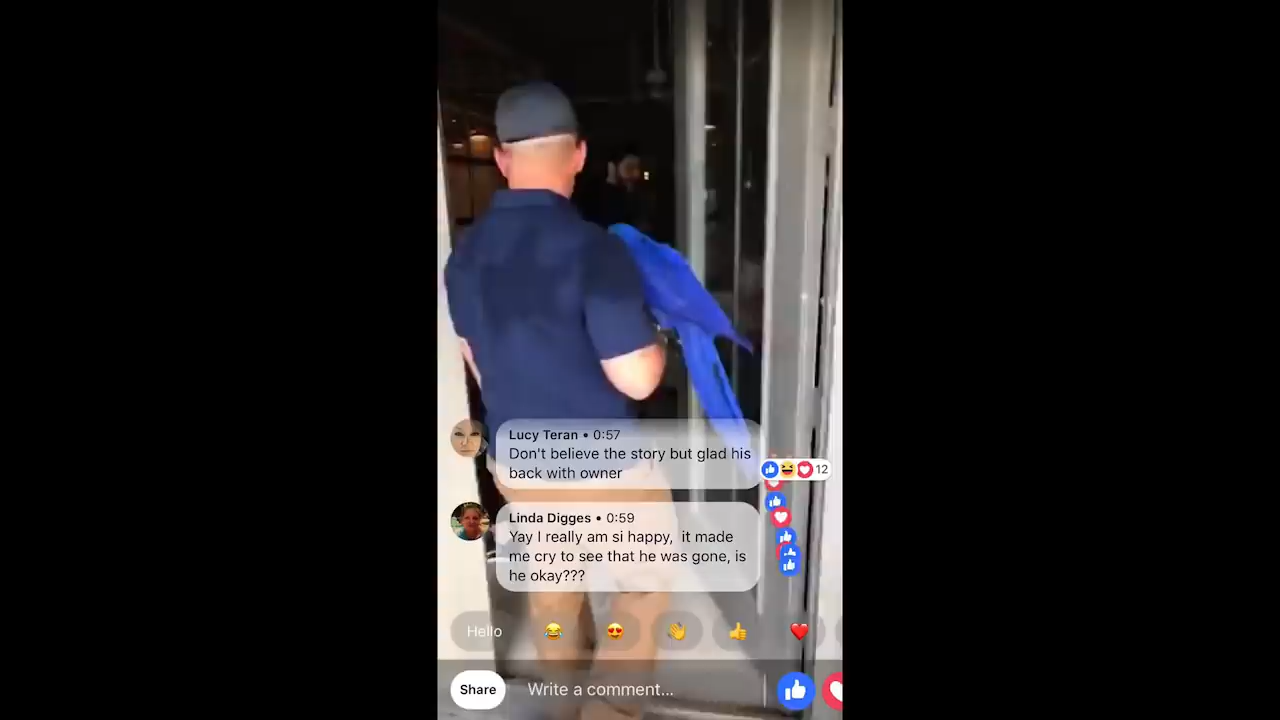 Lucy Teran • 0:57
Don't believe the story but glad his
back with owner
12
Linda Digges • 0:59
Yay I really am si happy, it made
me cry to see that he was gone, is
he okay???
Hello
Share
Write a comment...